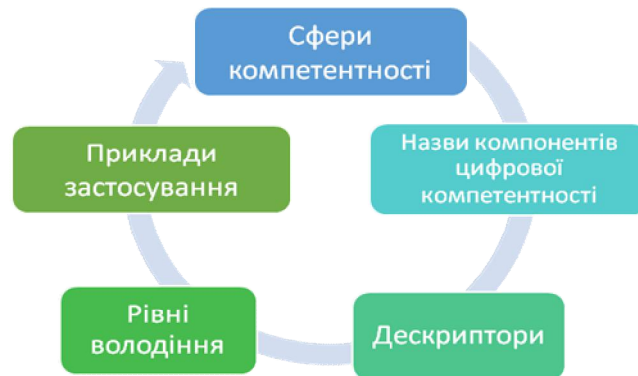 Сфери
компетентності
Назви компонентів
цифрової
компетентності
Дескриптори
Рівні
володіння
Приклади
застосування